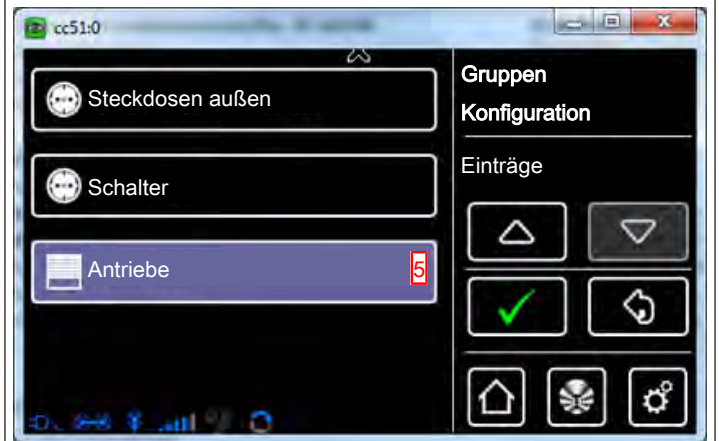 cc51:0
Steckdosen außen
Schalter
Antriebe 5
Gruppen
Konfiguration
Einträge